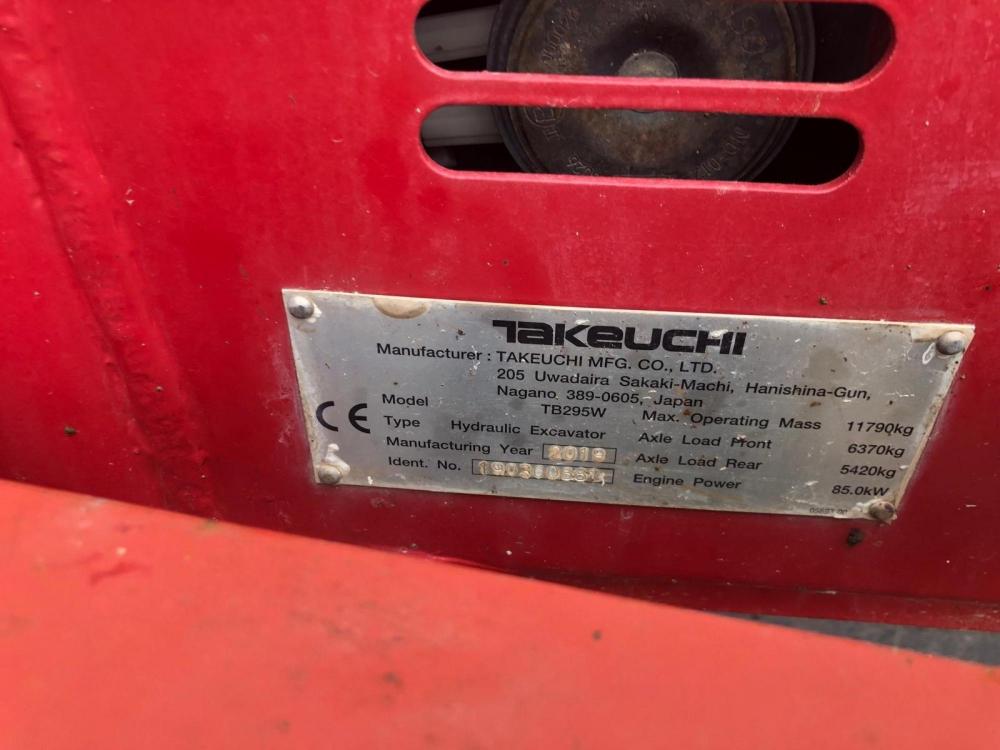 TAKEUCHI
Manufacturer : TAKEUCHI MFG. CO., LTD.
205 Uwadaira Sakaki-Machi, Hanishina-Gun,
Nagano 389-0605, Japan
Model TB295W Max. Operating Mass 11790kg
CE Type Hydraulic Excavator Axle Load Front 6370kg
Manufacturing Year 2019 Axle Load Rear 5420kg
Ident. No. Engine Power 85.0kW